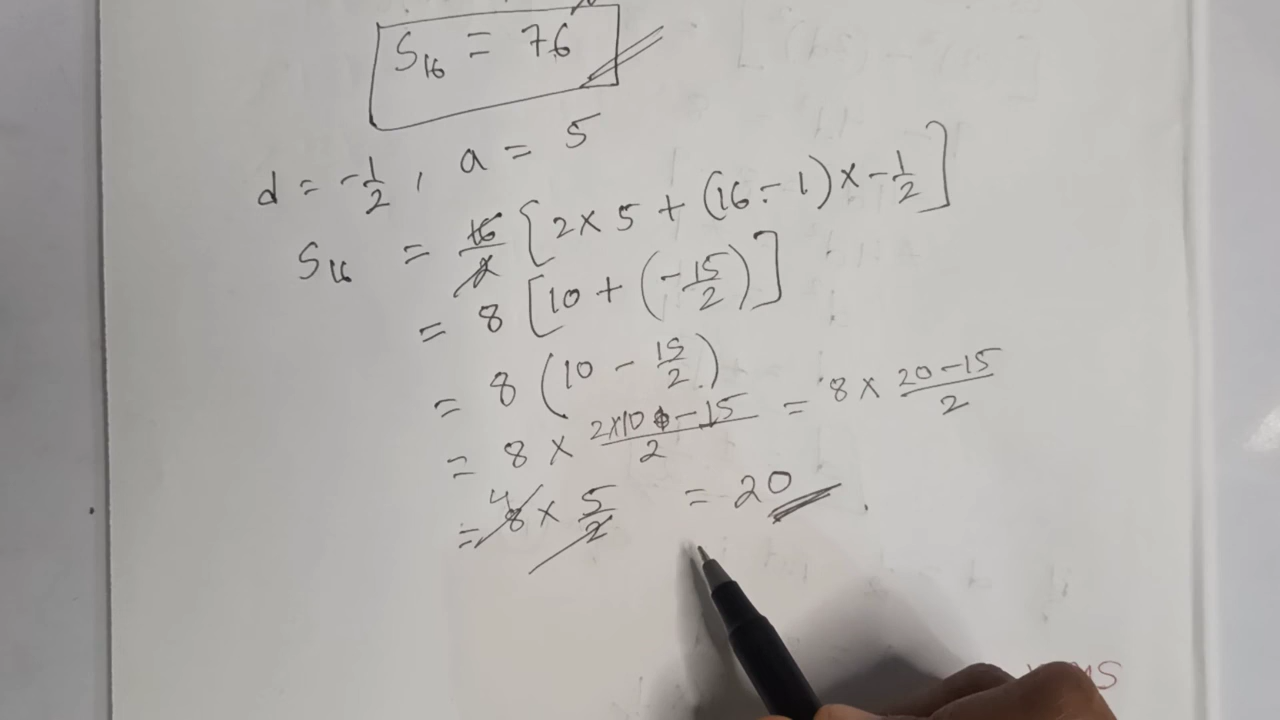 S₁₆ = 76
d = -1/2, a = 5
S₁₆ = 16/2 [2×5 + (16-1)×-1/2]
= 8 [10 + (-15/2)]
= 8 (10 - 15/2)
= 8 × (2×10-15)/2 = 8 × (20-15)/2
= 8 × 5/2 = 20
4